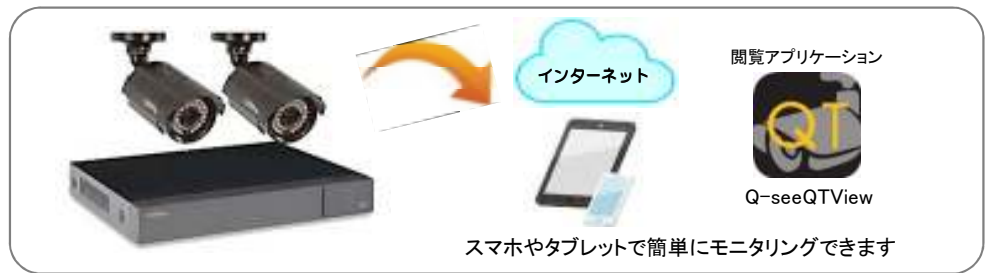 インターネット
閲覧アプリケーション
QT
Q-seeQTView
スマホやタブレットで簡単にモニタリングできます